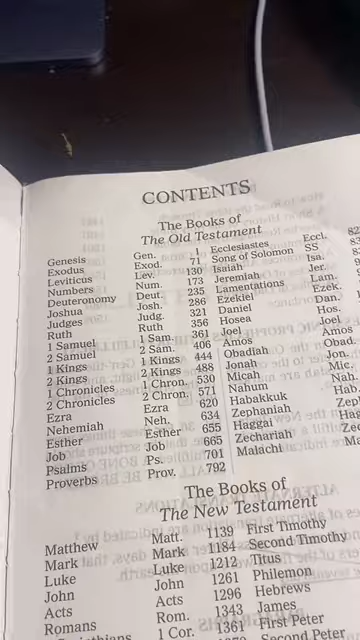 CONTENTS
The Books of
The Old Testament
Genesis Gen. 1 Ecclesiastes Eccl.
Exodus Exod. 71 Song of Solomon SS
Leviticus Lev. 130 Isaiah Isa.
Numbers Num. 173 Jeremiah Jer.
Deuteronomy Deut. 235 Lamentations Lam.
Joshua Josh. 286 Ezekiel Ezek.
Judges Judg. 321 Daniel Dan.
Ruth Ruth 356 Hosea Hos.
1 Samuel 1 Sam. 361 Joel Joel
2 Samuel 2 Sam. 406 Amos Amos
1 Kings 1 Kings 444 Obadiah Obad.
2 Kings 2 Kings 488 Jonah Jon.
1 Chronicles 1 Chron. 530 Micah Mic.
2 Chronicles 2 Chron. 571 Nahum Nah.
Ezra Ezra 620 Habakkuk Hab.
Nehemiah Neh. 634 Zephaniah
Esther Esther 655 Haggai
Job Job 665 Zechariah
Psalms Ps. 701 Malachi
Proverbs Prov. 792
The Books of
The New Testament
Matthew Matt. 1139 First Timothy
Mark Mark 1184 Second Timothy
Luke Luke 1212 Titus
John John 1261 Philemon
Acts Acts 1296 Hebrews
Romans Rom. 1343 James
1 Cor. 1361 First Peter
Second Peter